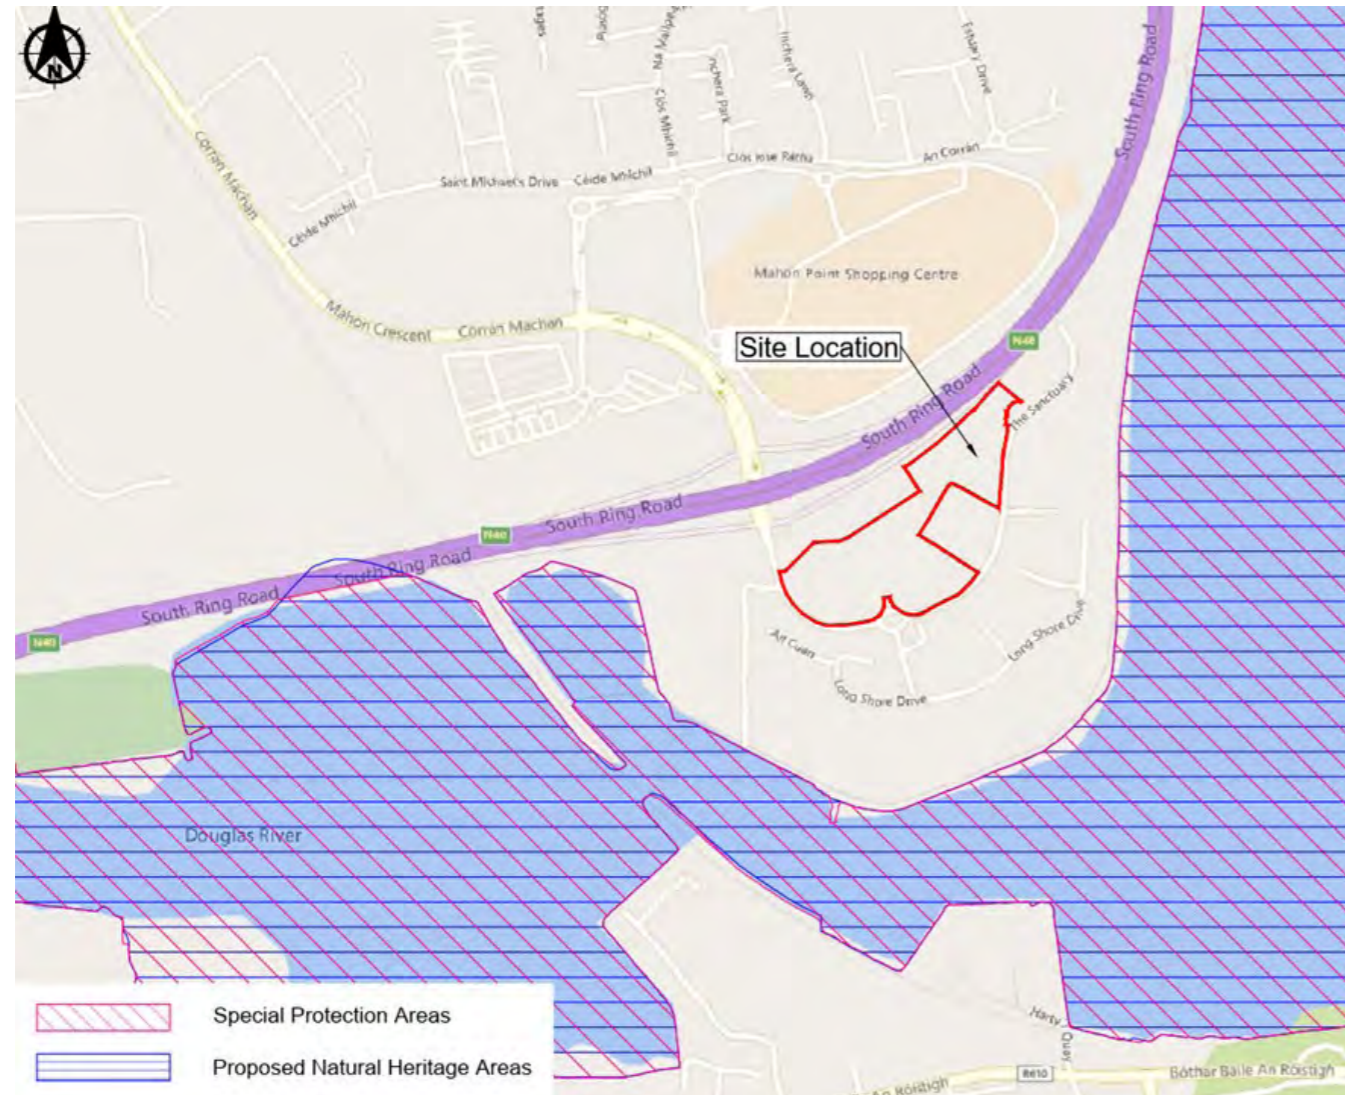 N
Corrán Machan
Céide Mhichil
Saint Michael's Drive
Céide Mhichíl
Clós Mhichíl
Inchera Park
Inchera Lawn
Estuary Drive
An Corrán
South Ring Road
Mahon Point Shopping Centre
Mahon Crescent
Corrán Machan
Site Location
N40
South Ring Road
The Sanctuary
South Ring Road
N40
South Ring Road
South Ring Road
N40
Long Shore Drive
Long Shore Drive
Douglas River
Harty Quay
R610
Bóthar Baile An Róistigh
An Róistigh
Special Protection Areas
Proposed Natural Heritage Areas